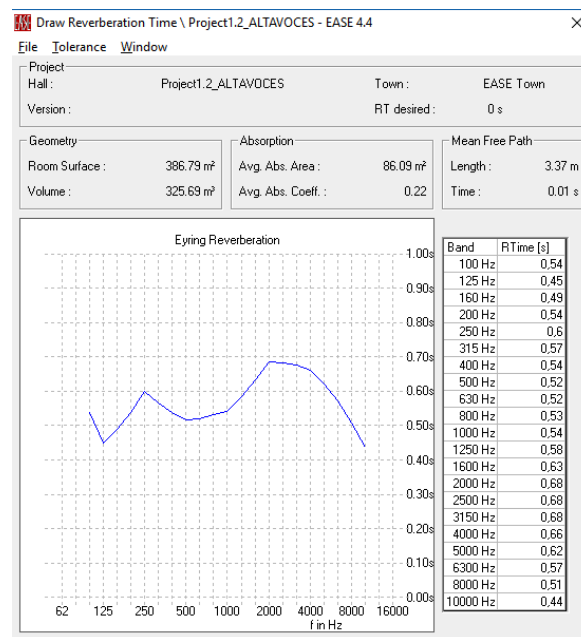 Draw Reverberation Time \ Project1.2_ALTAVOCES - EASE 4.4
File Tolerance Window
Project
Hall : Project1.2_ALTAVOCES Town : EASE Town
Version : RT desired : 0 s
Geometry Absorption Mean Free Path
Room Surface : 386.79 m² Avg. Abs. Area : 86.09 m² Length : 3.37 m
Volume : 325.69 m³ Avg. Abs. Coeff. : 0.22 Time : 0.01 s
Eyring Reverberation
1.00s
0.90s
0.80s
0.70s
0.60s
0.50s
0.40s
0.30s
0.20s
0.10s
0.00s
62 125 250 500 1000 2000 4000 8000 16000
f in Hz
Band RTime [s]
100 Hz 0,54
125 Hz 0,45
160 Hz 0,49
200 Hz 0,54
250 Hz 0,6
315 Hz 0,57
400 Hz 0,54
500 Hz 0,52
630 Hz 0,52
800 Hz 0,53
1000 Hz 0,54
1250 Hz 0,58
1600 Hz 0,63
2000 Hz 0,68
2500 Hz 0,68
3150 Hz 0,68
4000 Hz 0,66
5000 Hz 0,62
6300 Hz 0,57
8000 Hz 0,51
10000 Hz 0,44